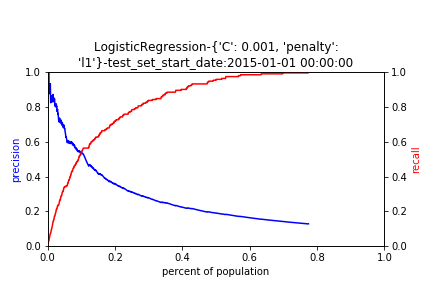 LogisticRegression-{'C': 0.001, 'penalty':
'l1'}-test_set_start_date:2015-01-01 00:00:00
1.0
0.8
0.6
0.4
0.2
0.0
precision
1.0
0.8
0.6
0.4
0.2
0.0
recall
0.0 0.2 0.4 0.6 0.8 1.0
percent of population